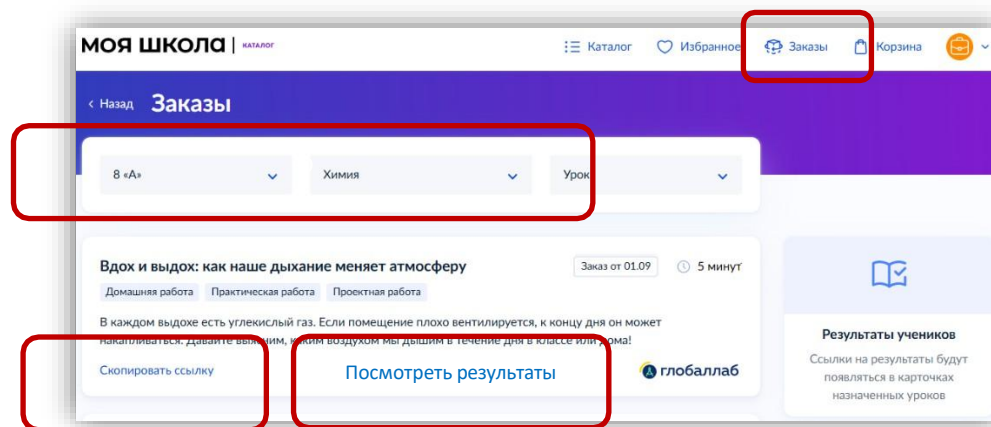 МОЯ ШКОЛА | КАТАЛОГ
Каталог Избранное Заказы Корзина
‹ Назад Заказы
8 «А» Химия Урок
Вдох и выдох: как наше дыхание меняет атмосферу
Заказ от 01.09 5 минут
Домашняя работа Практическая работа Проектная работа
В каждом выдохе есть углекислый газ. Если помещение плохо вентилируется, к концу дня он может
накапливаться. Давайте выясним, каким воздухом мы дышим в течение дня в классе или дома!
Скопировать ссылку Посмотреть результаты глобаллаб
Результаты учеников
Ссылки на результаты будут
появляться в карточках
назначенных уроков